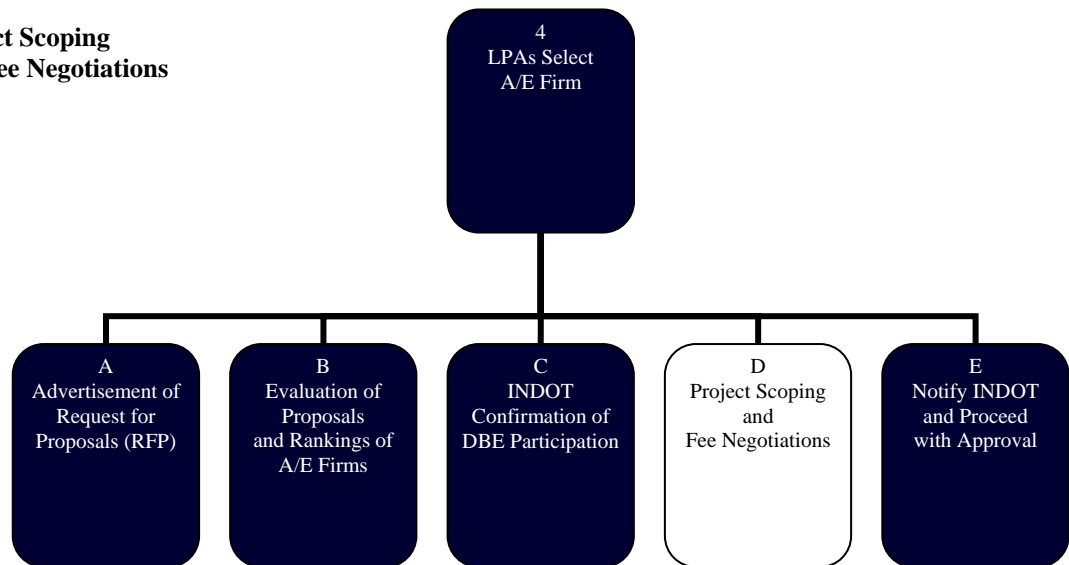 ct Scoping
ee Negotiations
4
LPAs Select
A/E Firm
A
Advertisement of
Request for
Proposals (RFP)
B
Evaluation of
Proposals
and Rankings of
A/E Firms
C
INDOT
Confirmation of
DBE Participation
D
Project Scoping
and
Fee Negotiations
E
Notify INDOT
and Proceed
with Approval